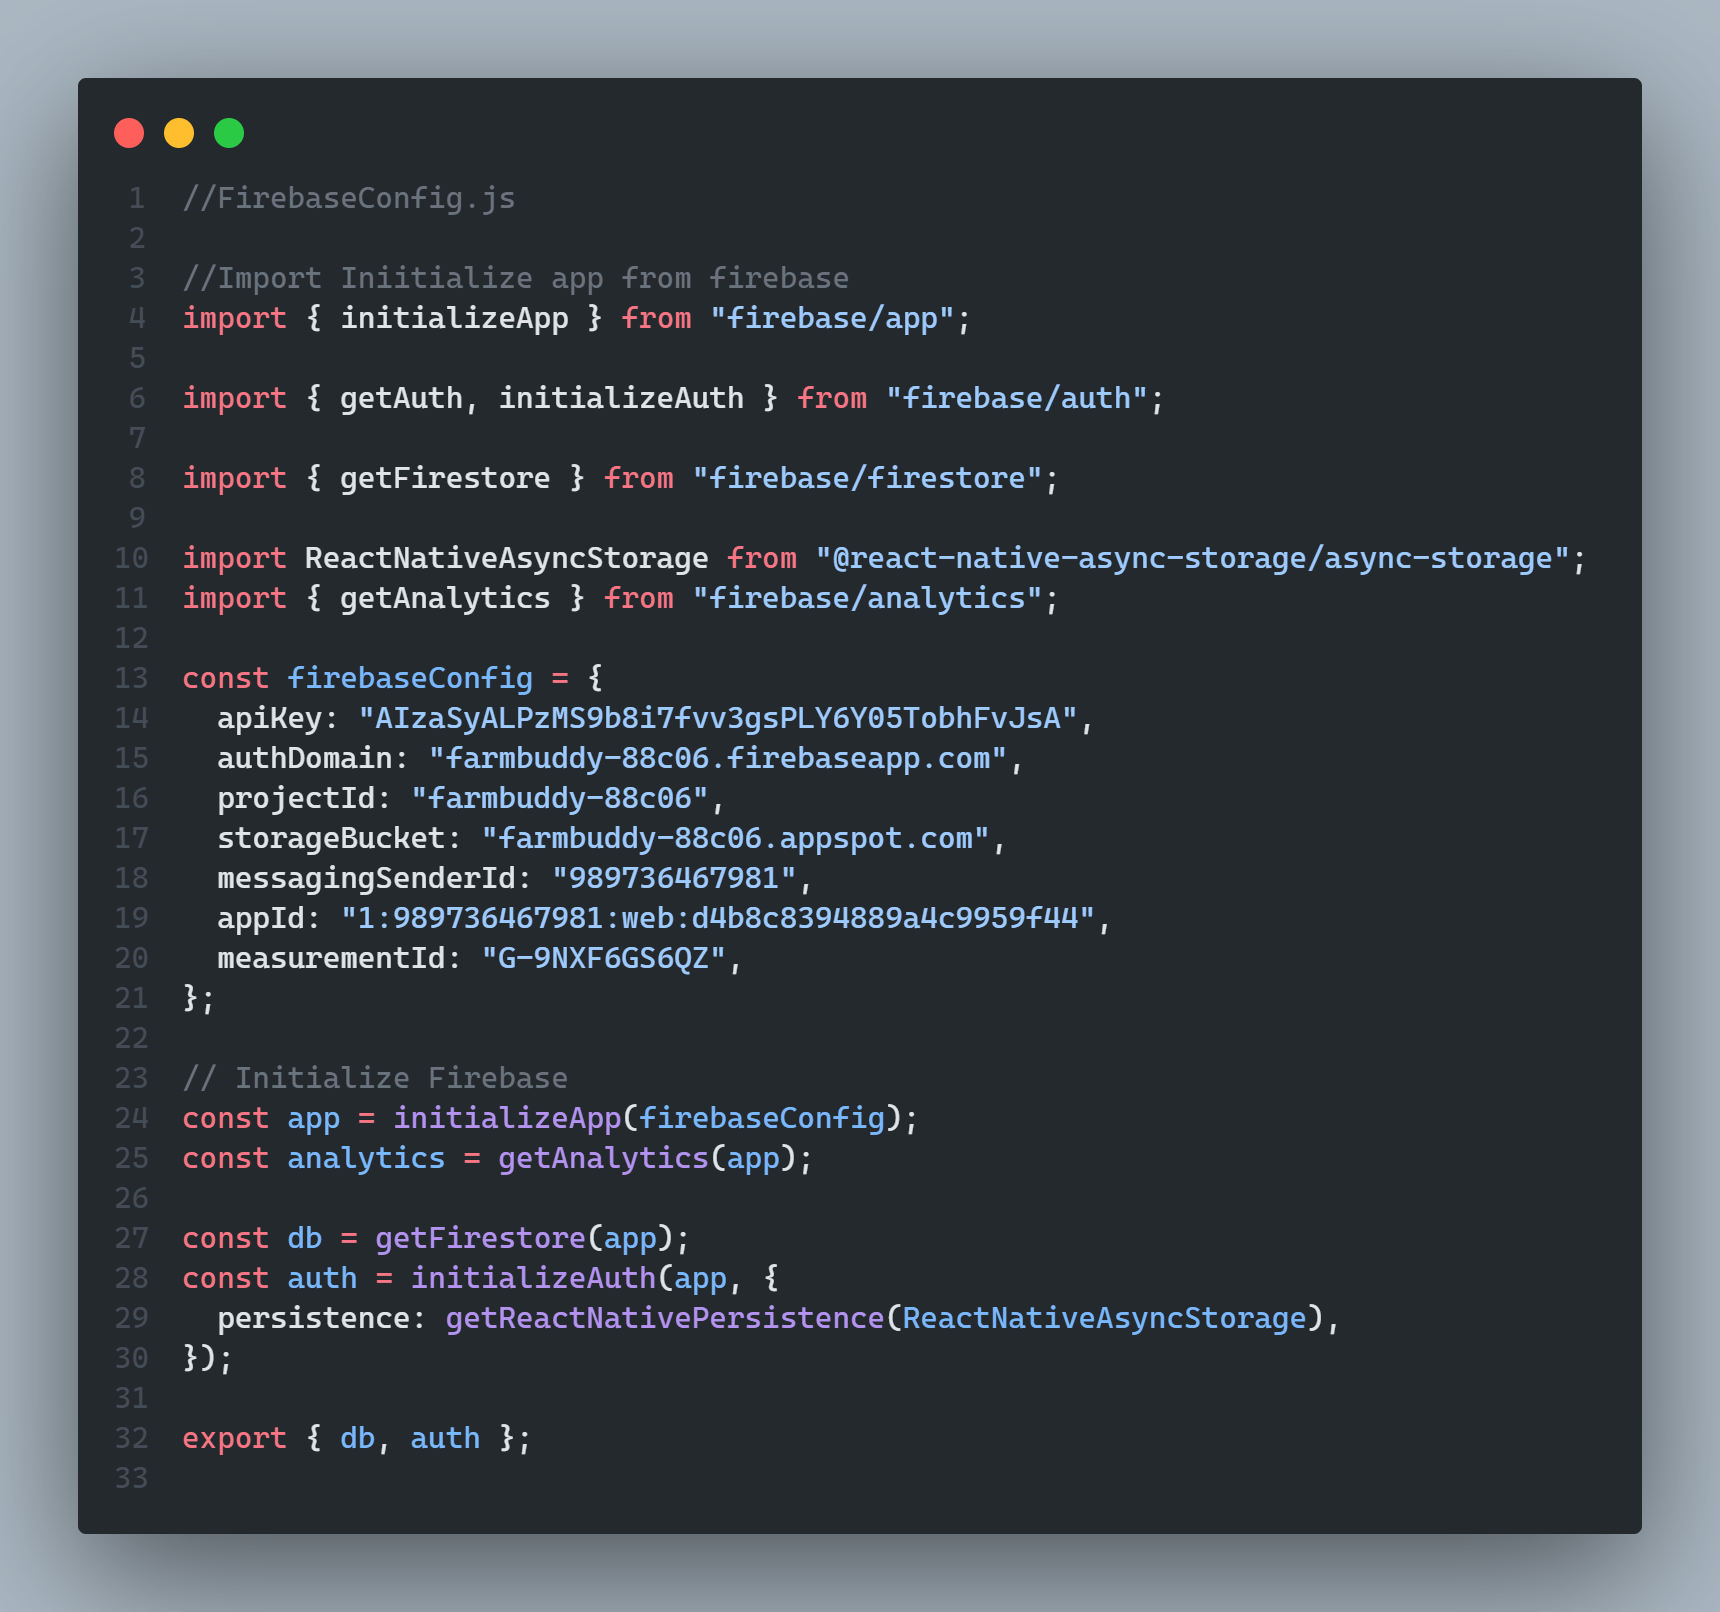 1 //FirebaseConfig.js
2
3 //Import Iniitialize app from firebase
4 import { initializeApp } from "firebase/app";
5
6 import { getAuth, initializeAuth } from "firebase/auth";
7
8 import { getFirestore } from "firebase/firestore";
9
10 import ReactNativeAsyncStorage from "@react-native-async-storage/async-storage";
11 import { getAnalytics } from "firebase/analytics";
12
13 const firebaseConfig = {
14   apiKey: "AIzaSyALPzMS9b8i7fvv3gsPLY6Y05TobhFvJsA",
15   authDomain: "farmbuddy-88c06.firebaseapp.com",
16   projectId: "farmbuddy-88c06",
17   storageBucket: "farmbuddy-88c06.appspot.com",
18   messagingSenderId: "989736467981",
19   appId: "1:989736467981:web:d4b8c8394889a4c9959f44",
20   measurementId: "G-9NXF6GS6QZ",
21 };
22
23 // Initialize Firebase
24 const app = initializeApp(firebaseConfig);
25 const analytics = getAnalytics(app);
26
27 const db = getFirestore(app);
28 const auth = initializeAuth(app, {
29   persistence: getReactNativePersistence(ReactNativeAsyncStorage),
30 });
31
32 export { db, auth };
33